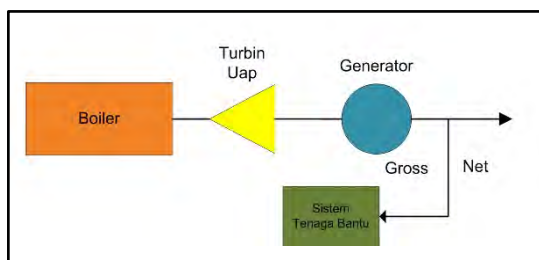 Turbin
Uap
Generator
Boiler
Gross
Net
Sistem
Tenaga Bantu